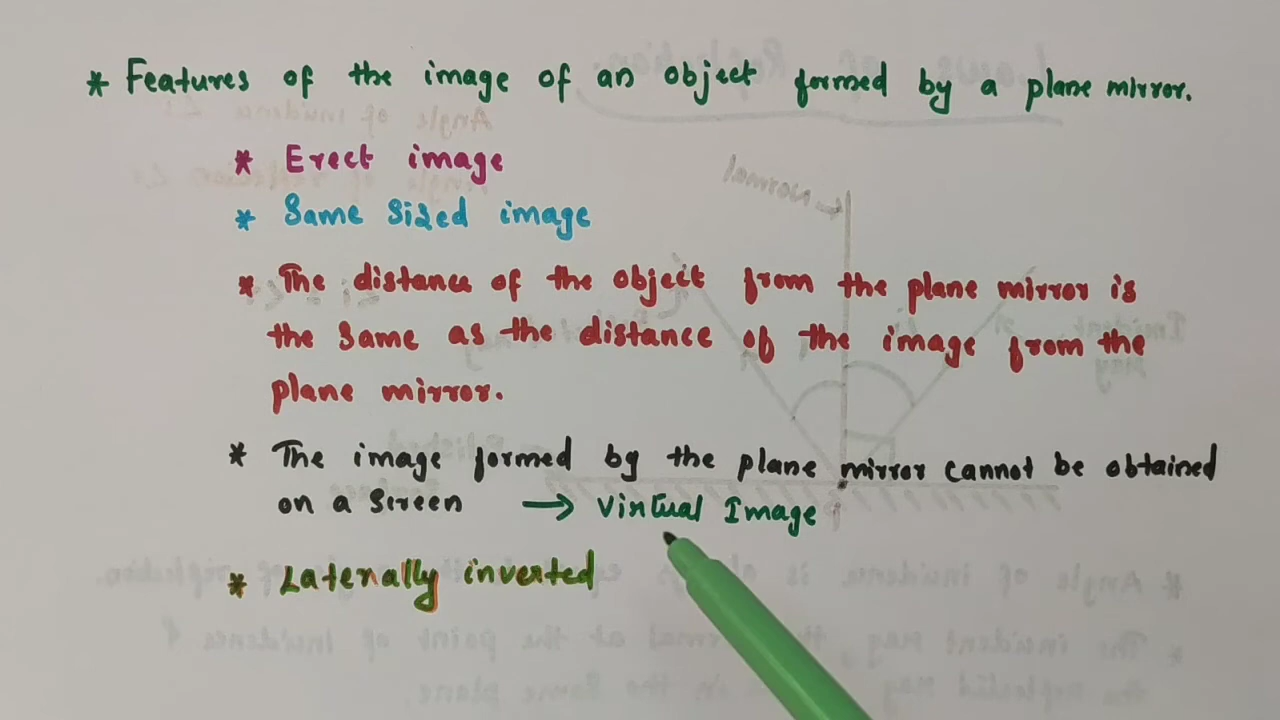 * Features of the image of an object formed by a plane mirror.
* Erect image
* Same sized image
* The distance of the object from the plane mirror is
the same as the distance of the image from the
plane mirror.
* The image formed by the plane mirror cannot be obtained
on a screen → Virtual Image
* Laterally inverted